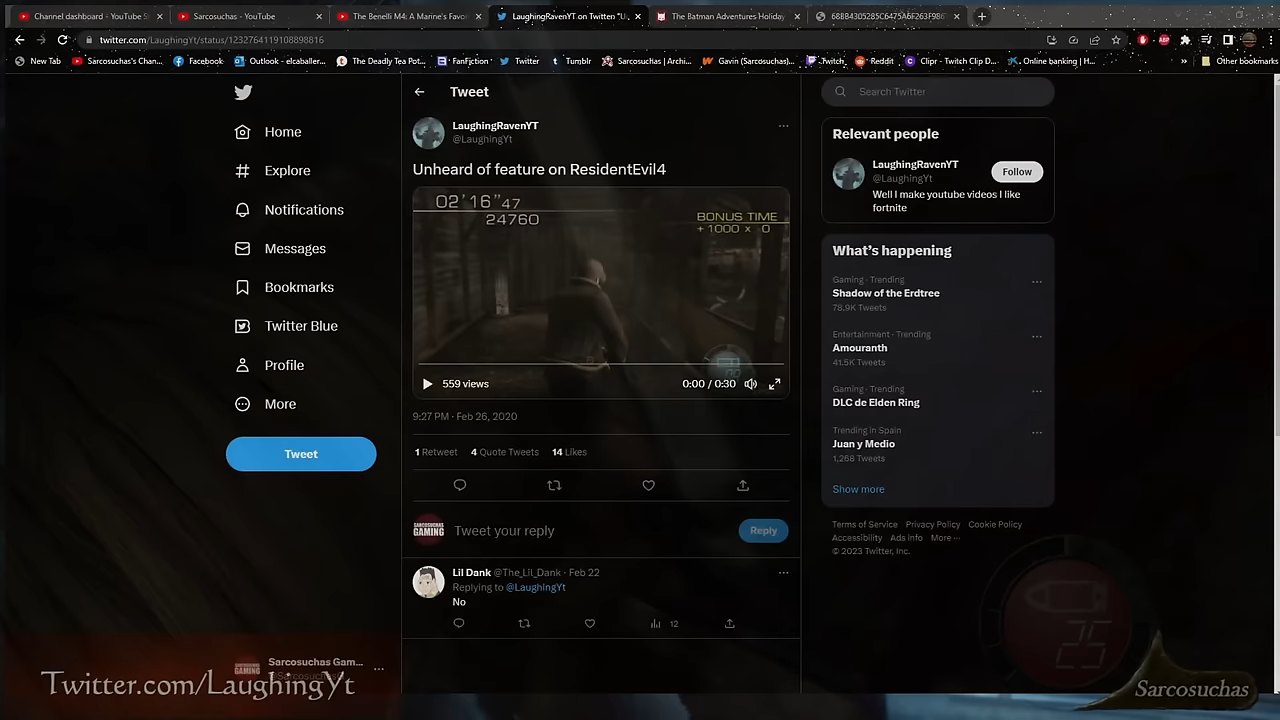 Channel dashboard - YouTube S
Sarcosuchas - YouTube
The Benelli M4: A Marine's Favo
LaughingRavenYT on Twitter "U
The Batman Adventures Holiday
68BB4305285C6475A6F263F986
twitter.com/LaughingYt/status/1232764119108898816
New Tab
Sarcosuchas's Chan...
Facebook
Outlook - elcaballer...
The Deadly Tea Pot...
FanFiction
Twitter
Tumblr
Sarcosuchas | Archi...
Gavin (Sarcosuchas)...
Twitch
Reddit
Clipr - Twitch Clip D...
Online banking | H...
Other bookmarks
Home
Explore
Notifications
Messages
Bookmarks
Twitter Blue
Profile
More
Tweet
Sarcosuchas Gam...
Twitter.com/LaughingYt
Tweet
LaughingRavenYT
@LaughingYt
Unheard of feature on ResidentEvil4
02'16"47
24760
BONUS TIME
+1000 x 0
559 views
0:00 / 0:30
9:27 PM · Feb 26, 2020
1 Retweet 4 Quote Tweets 14 Likes
SARCOSUCHAS
GAMING
Tweet your reply
Reply
Lil Dank @The_Lil_Dank · Feb 22
Replying to @LaughingYt
No
12
Search Twitter
Relevant people
LaughingRavenYT
@LaughingYt
Follow
Well I make youtube videos I like
fortnite
What's happening
Gaming · Trending
Shadow of the Erdtree
78.9K Tweets
Entertainment · Trending
Amouranth
41.5K Tweets
Gaming · Trending
DLC de Elden Ring
Trending in Spain
Juan y Medio
1,268 Tweets
Show more
Terms of Service Privacy Policy Cookie Policy
Accessibility Ads info More ···
© 2023 Twitter, Inc.
Sarcosuchas